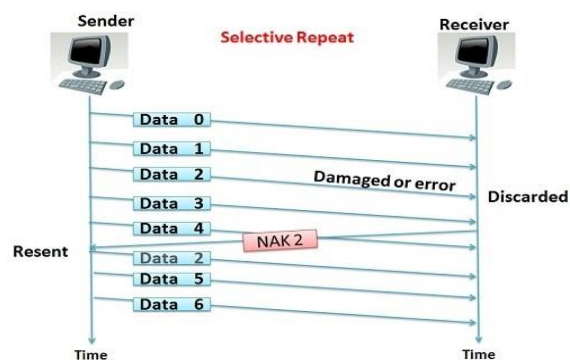 Sender
Receiver
Selective Repeat
Data 0
Data 1
Data 2
Damaged or error
Discarded
Data 3
Data 4
NAK 2
Resent
Data 2
Data 5
Data 6
Time
Time